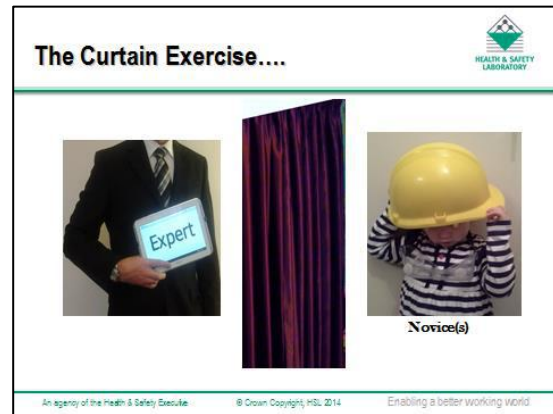 The Curtain Exercise....
HEALTH & SAFETY
LABORATORY
Expert
Novice(s)
An agency of the Health & Safety Executive
© Crown Copyright, HSL 2014
Enabling a better working world